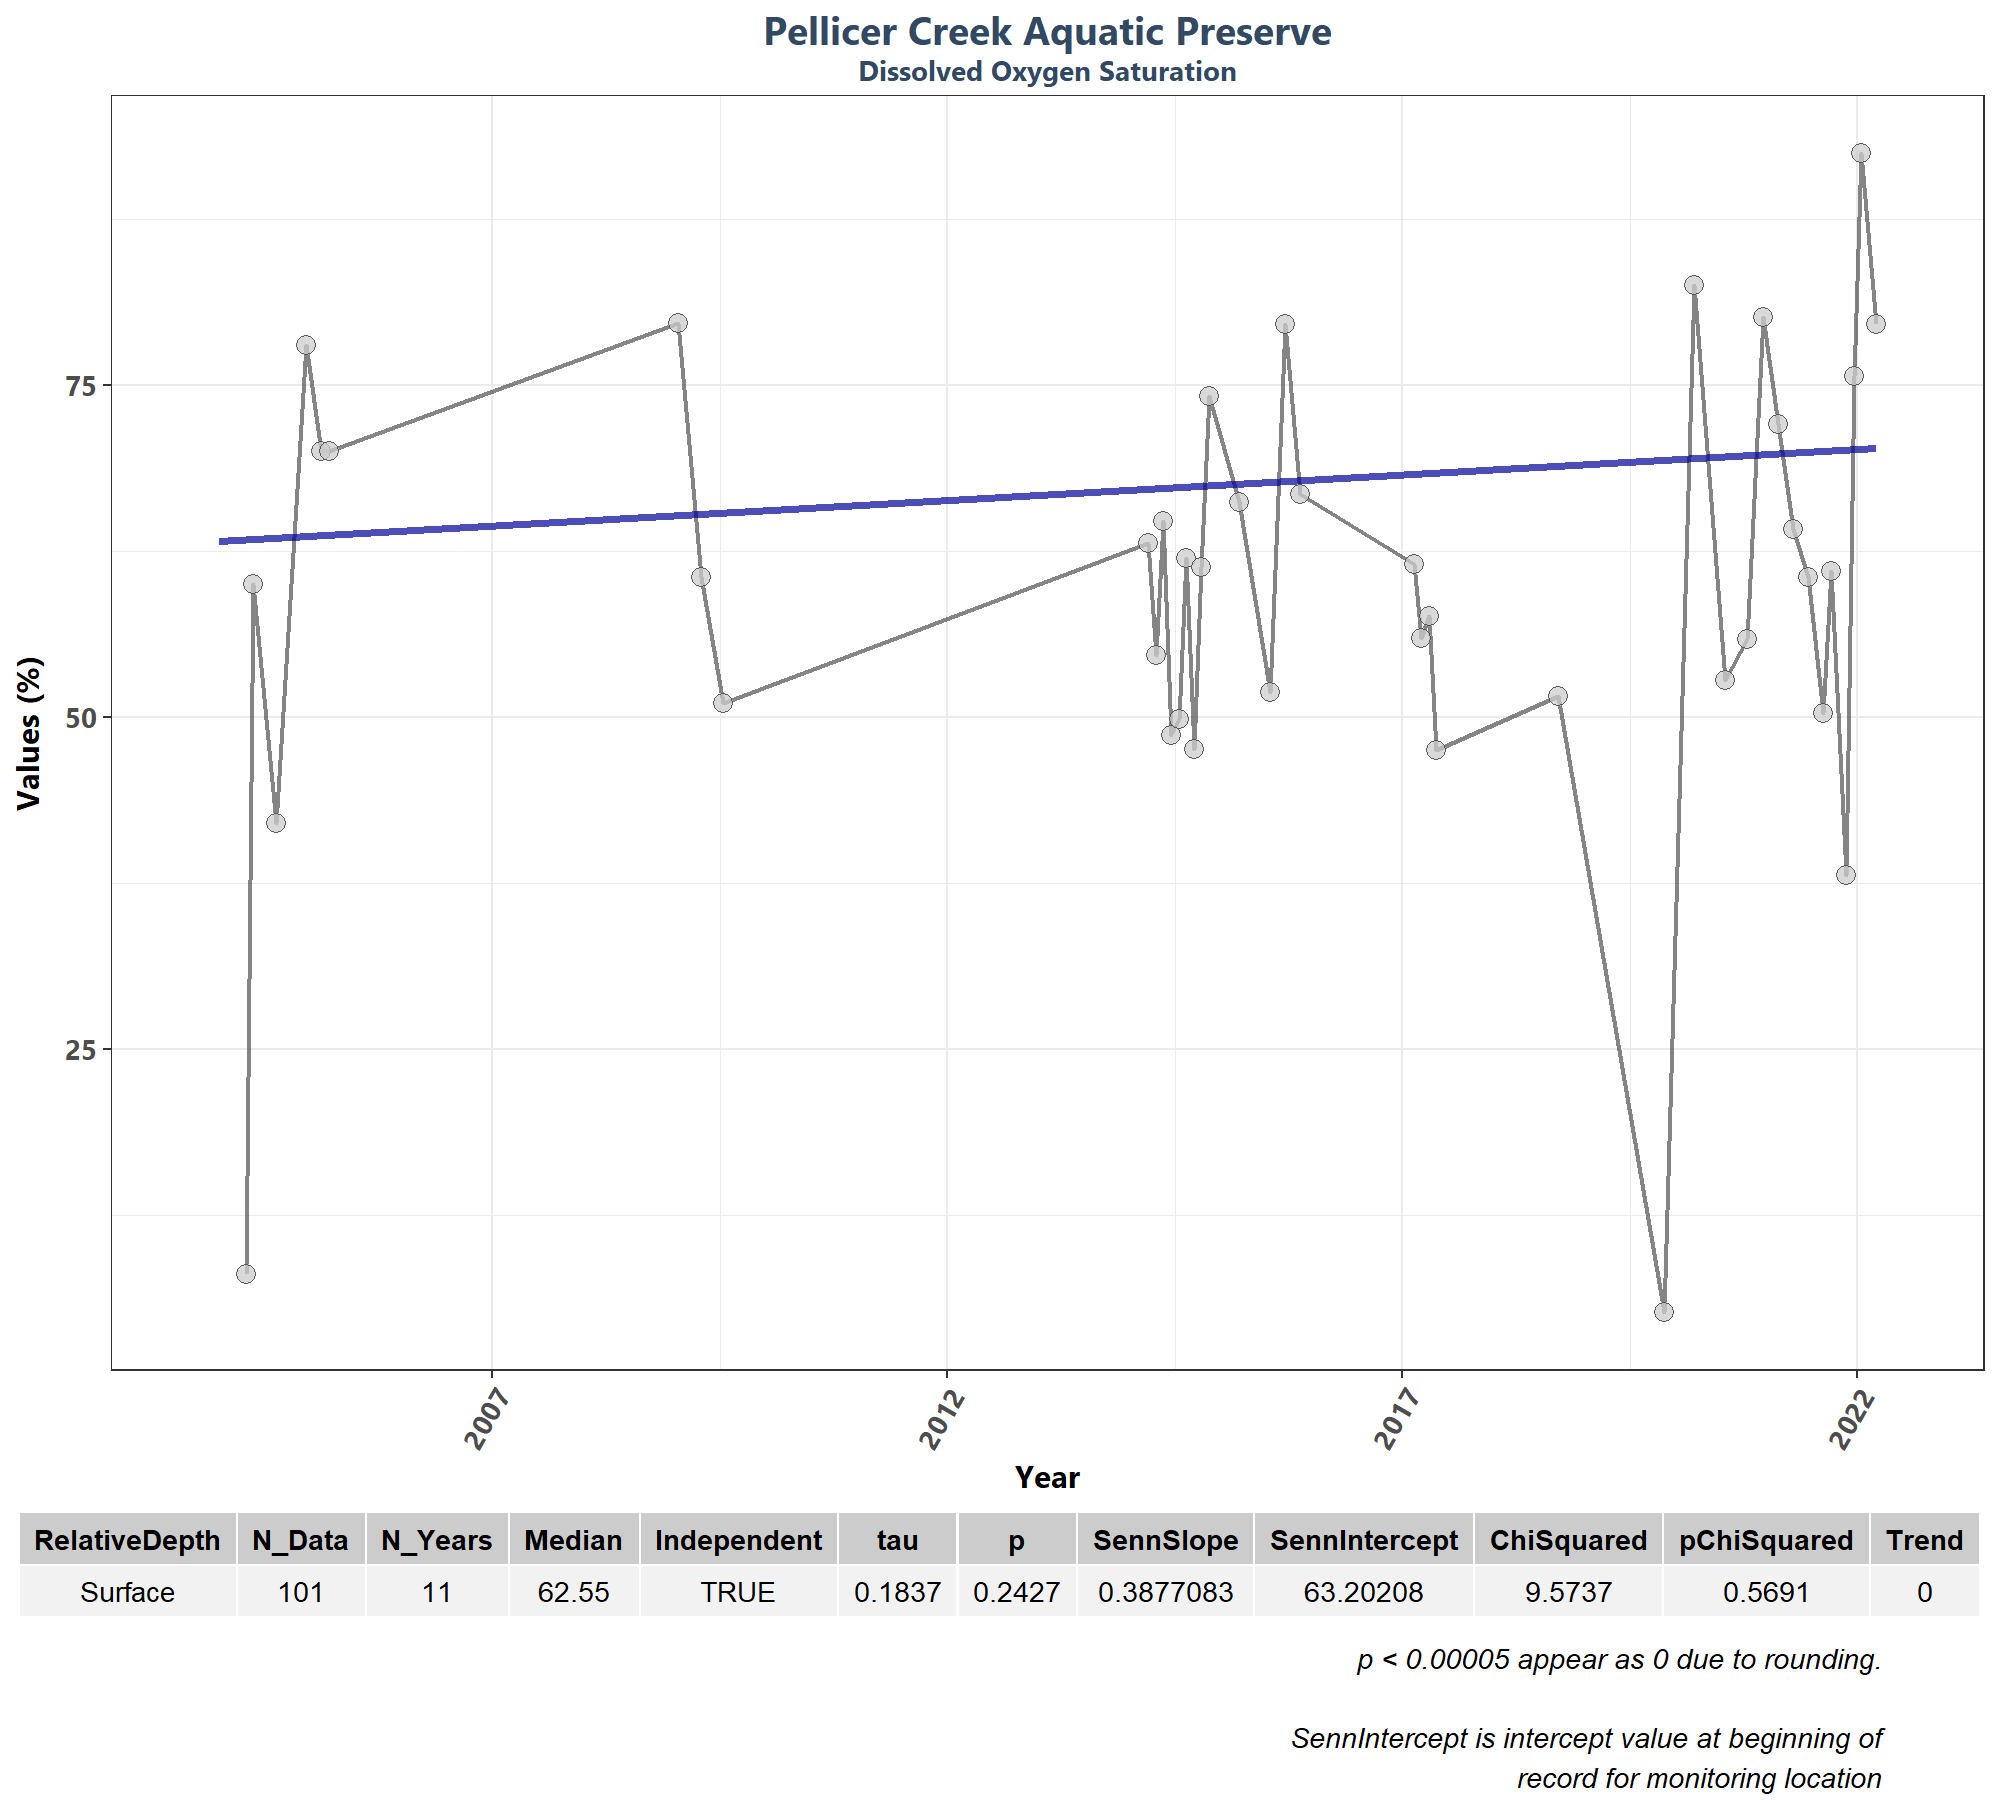 Pellicer Creek Aquatic Preserve
Dissolved Oxygen Saturation
Values (%)
75
50
25
2007 2012 2017 2022
Year
RelativeDepth N_Data N_Years Median Independent tau p SennSlope SennIntercept ChiSquared pChiSquared Trend
Surface 101 11 62.55 TRUE 0.1837 0.2427 0.3877083 63.20208 9.5737 0.5691 0
p < 0.00005 appear as 0 due to rounding.
SennIntercept is intercept value at beginning of
record for monitoring location